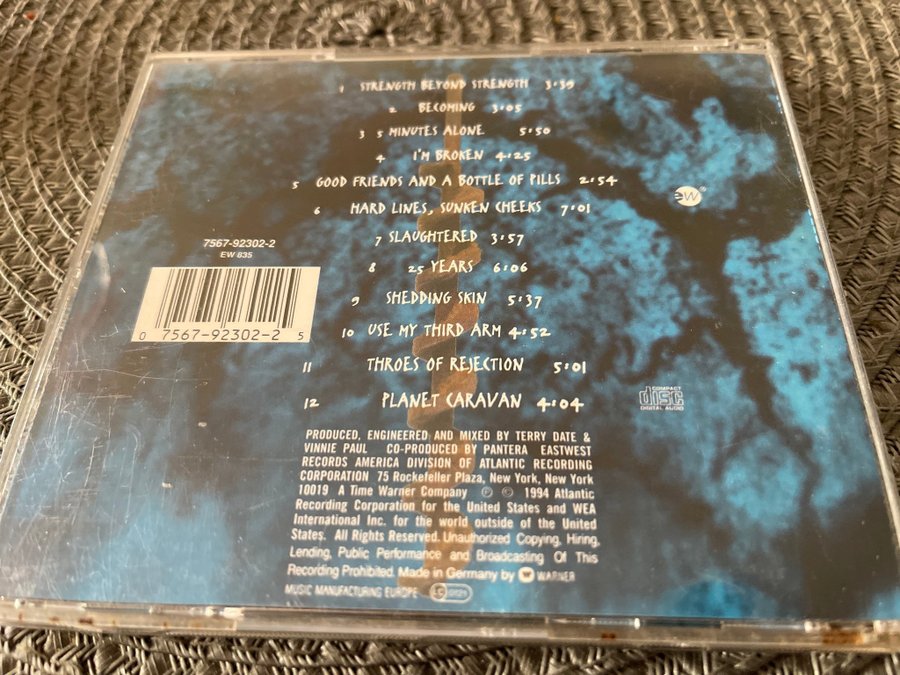 1 STRENGTH BEYOND STRENGTH 3:39
2 BECOMING 3:05
3 5 MINUTES ALONE 5:50
4 I'M BROKEN 4:25
5 GOOD FRIENDS AND A BOTTLE OF PILLS 2:54
6 HARD LINES, SUNKEN CHEEKS 7:01
EW
®
7 SLAUGHTERED 3:57
7567-92302-2
EW 835
8 25 YEARS 6:06
9 SHEDDING SKIN 5:37
0 7567-92302-2 5
10 USE MY THIRD ARM 4:52
11 THROES OF REJECTION 5:01
12 PLANET CARAVAN 4:04
COMPACT
disc
DIGITAL AUDIO
PRODUCED, ENGINEERED AND MIXED BY TERRY DATE &
VINNIE PAUL CO-PRODUCED BY PANTERA EASTWEST
RECORDS AMERICA DIVISION OF ATLANTIC RECORDING
CORPORATION 75 Rockefeller Plaza, New York, New York
10019 A Time Warner Company ℗ © 1994 Atlantic
Recording Corporation for the United States and WEA
International Inc. for the world outside of the United
States. All Rights Reserved. Unauthorized Copying, Hiring,
Lending, Public Performance and Broadcasting Of This
Recording Prohibited. Made in Germany by WARNER
MUSIC MANUFACTURING EUROPE LC